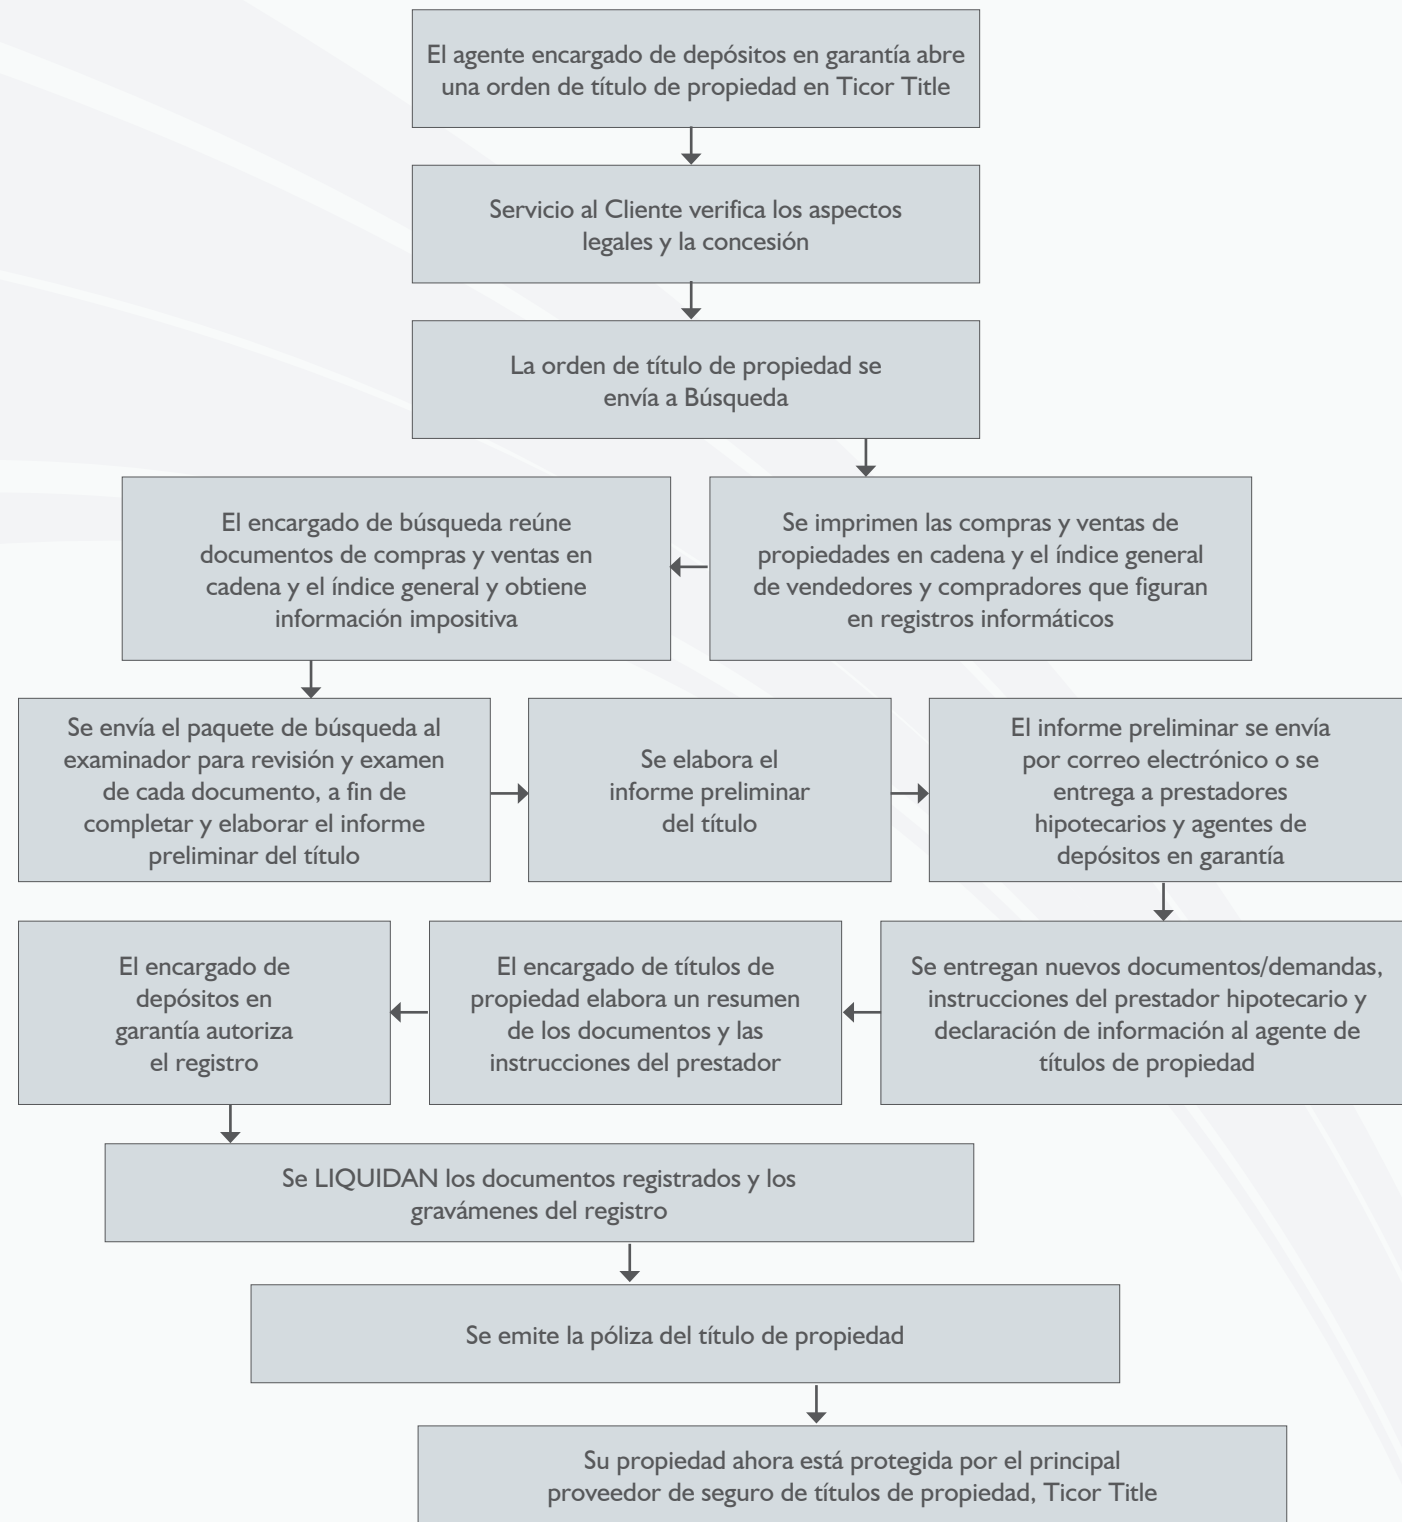 El agente encargado de depósitos en garantía abre
una orden de título de propiedad en Ticor Title
Servicio al Cliente verifica los aspectos
legales y la concesión
La orden de título de propiedad se
envía a Búsqueda
Se imprimen las compras y ventas de
propiedades en cadena y el índice general
de vendedores y compradores que figuran
en registros informáticos
El encargado de búsqueda reúne
documentos de compras y ventas en
cadena y el índice general y obtiene
información impositiva
Se envía el paquete de búsqueda al
examinador para revisión y examen
de cada documento, a fin de
completar y elaborar el informe
preliminar del título
Se elabora el
informe preliminar
del título
El informe preliminar se envía
por correo electrónico o se
entrega a prestadores
hipotecarios y agentes de
depósitos en garantía
Se entregan nuevos documentos/demandas,
instrucciones del prestador hipotecario y
declaración de información al agente de
títulos de propiedad
El encargado de títulos de
propiedad elabora un resumen
de los documentos y las
instrucciones del prestador
El encargado de
depósitos en
garantía autoriza
el registro
Se LIQUIDAN los documentos registrados y los
gravámenes del registro
Se emite la póliza del título de propiedad
Su propiedad ahora está protegida por el principal
proveedor de seguro de títulos de propiedad, Ticor Title